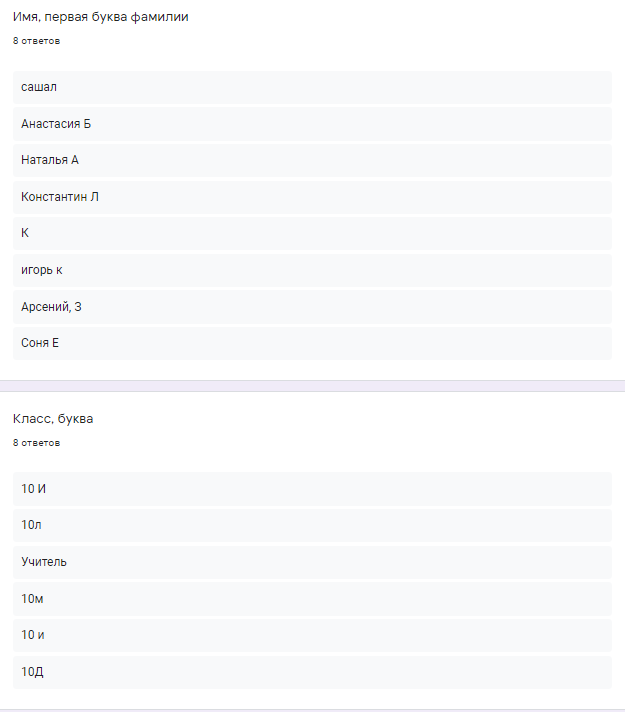 Имя, первая буква фамилии
8 ответов
сашал
Анастасия Б
Наталья А
Константин Л
К
игорь к
Арсений, З
Соня Е
Класс, буква
8 ответов
10 И
10л
Учитель
10м
10 и
10Д